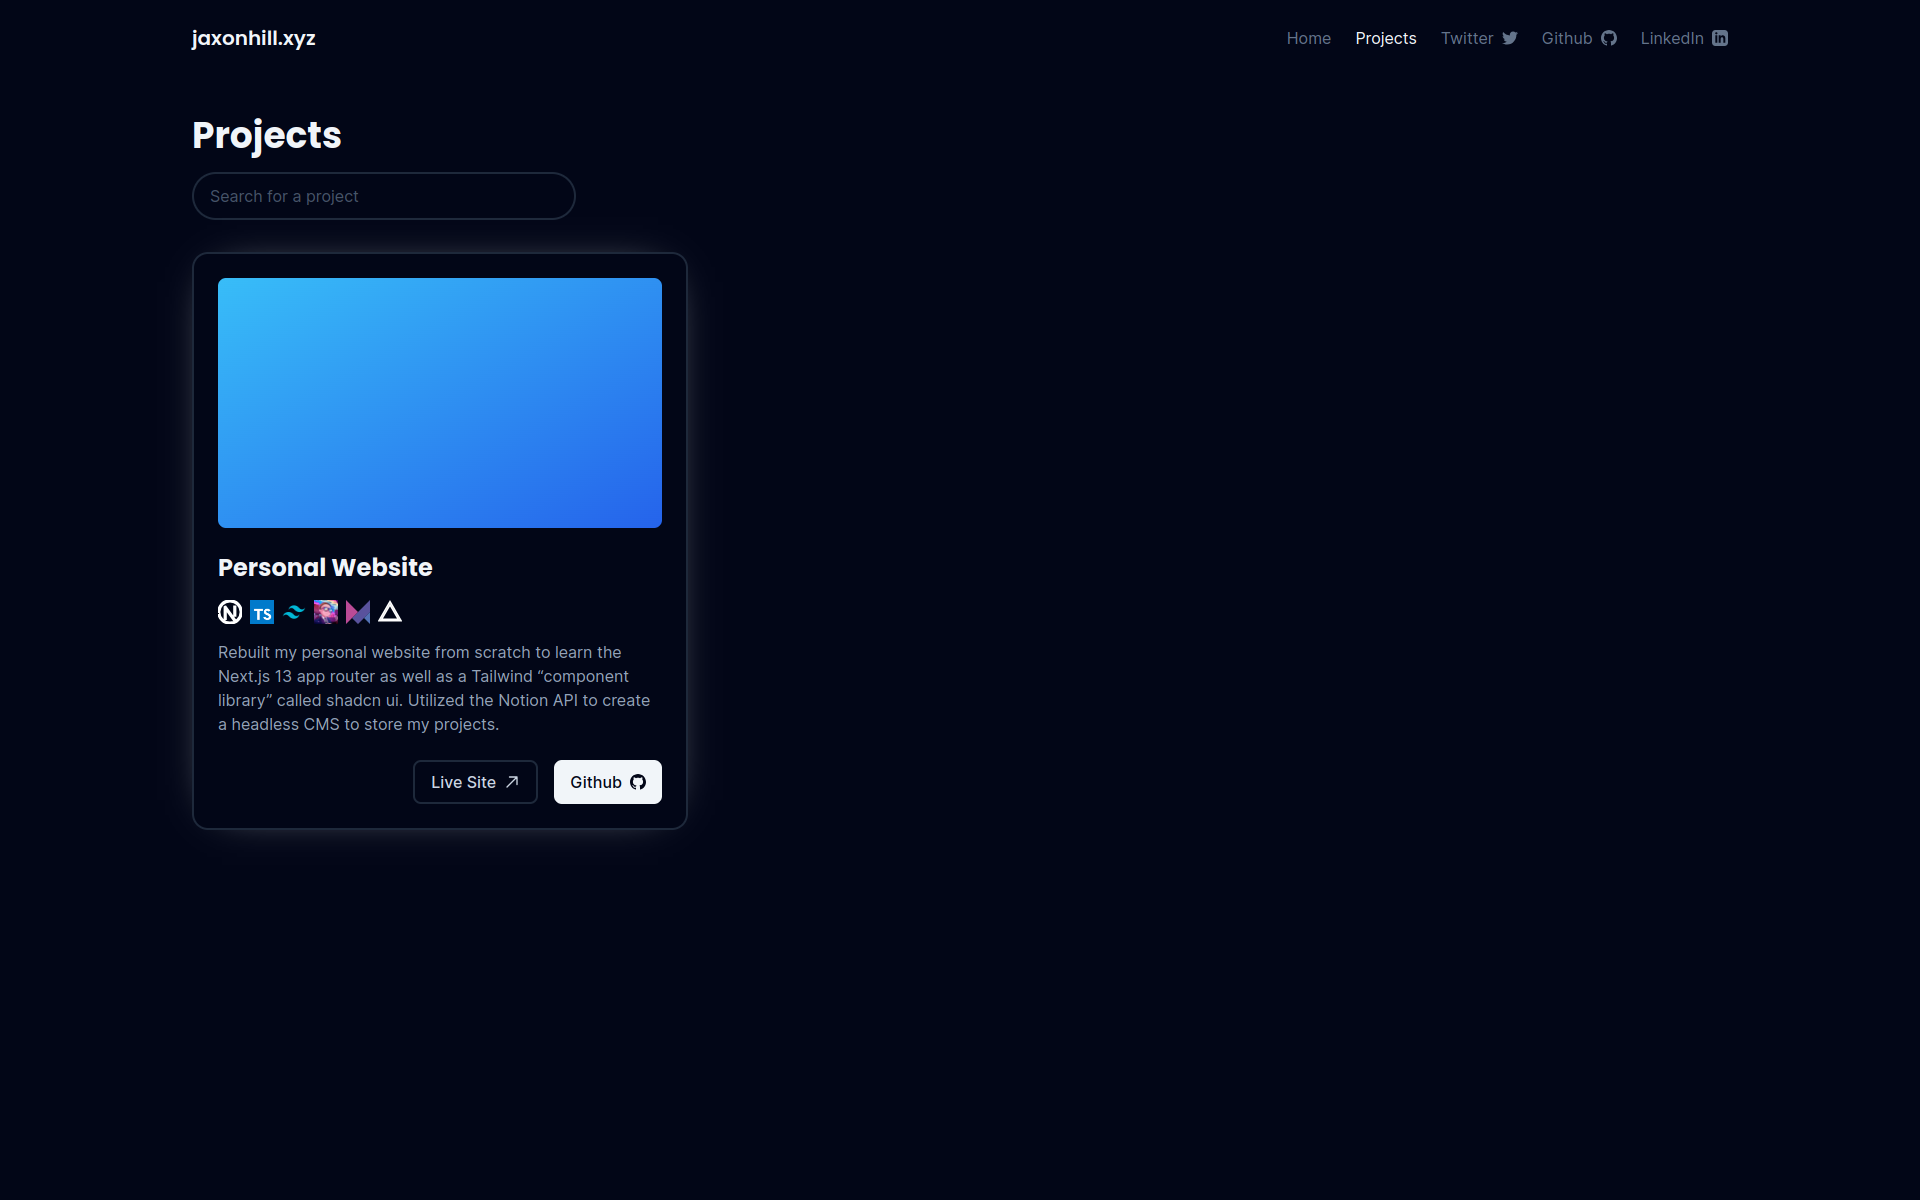 jaxonhill.xyz
Home Projects Twitter Github LinkedIn
Projects
Search for a project
Personal Website
TS
Rebuilt my personal website from scratch to learn the
Next.js 13 app router as well as a Tailwind “component
library” called shadcn ui. Utilized the Notion API to create
a headless CMS to store my projects.
Live Site Github